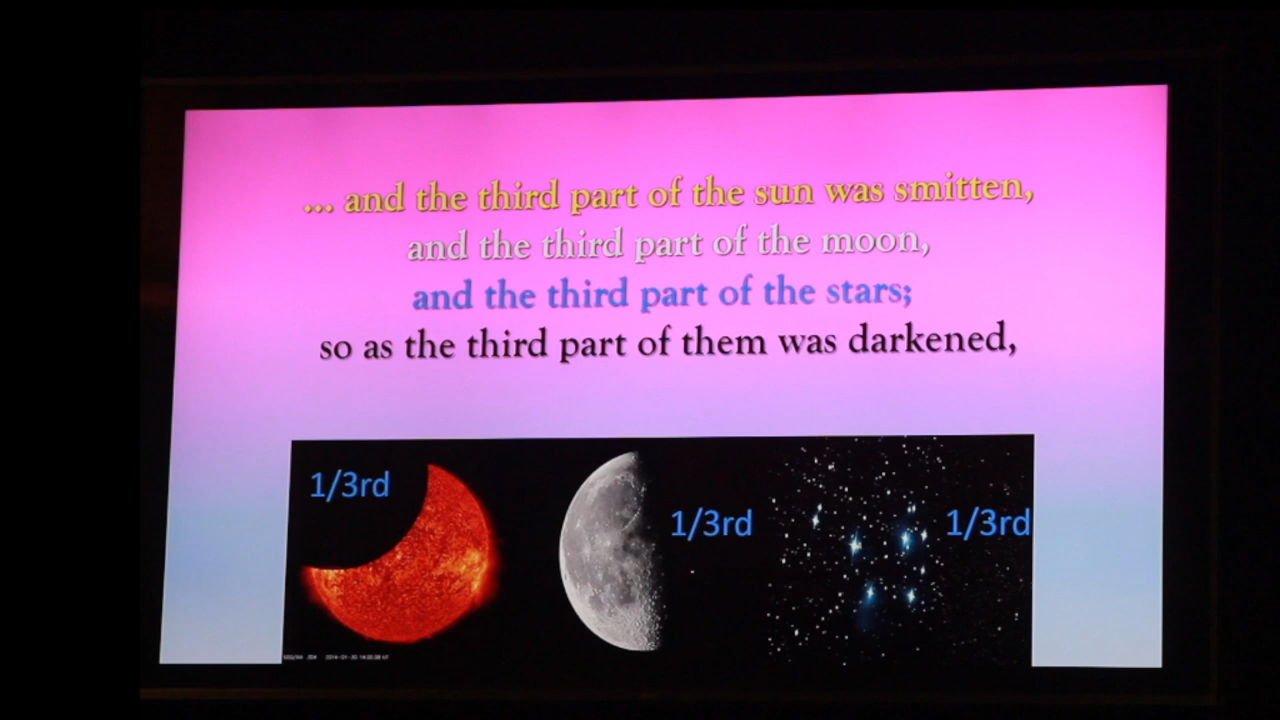 ... and the third part of the sun was smitten,
and the third part of the moon,
and the third part of the stars;
so as the third part of them was darkened,
1/3rd
1/3rd
1/3rd